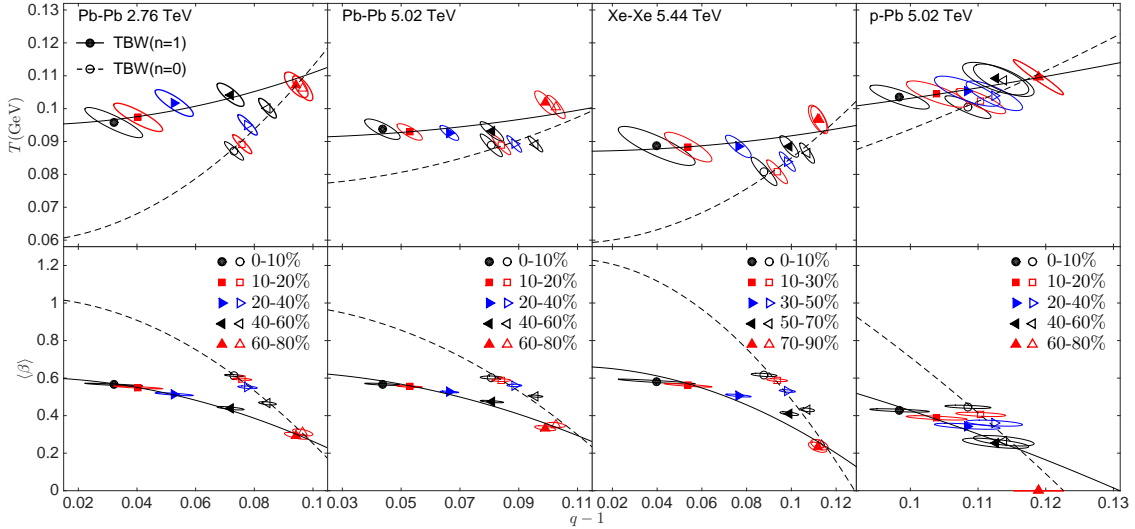 Pb-Pb 2.76 TeV
Pb-Pb 5.02 TeV
Xe-Xe 5.44 TeV
p-Pb 5.02 TeV
TBW(n=1)
TBW(n=0)
T(GeV)
0.13
0.12
0.11
0.1
0.09
0.08
0.07
0.06
0-10%
10-20%
20-40%
40-60%
60-80%
0-10%
10-20%
20-40%
40-60%
60-80%
0-10%
10-30%
30-50%
50-70%
70-90%
0-10%
10-20%
20-40%
40-60%
60-80%
⟨β⟩
1.2
1
0.8
0.6
0.4
0.2
0
0.02 0.04 0.06 0.08 0.1
0.03 0.05 0.07 0.09 0.11
0.02 0.04 0.06 0.08 0.1 0.12
0.1 0.11 0.12 0.13
q − 1